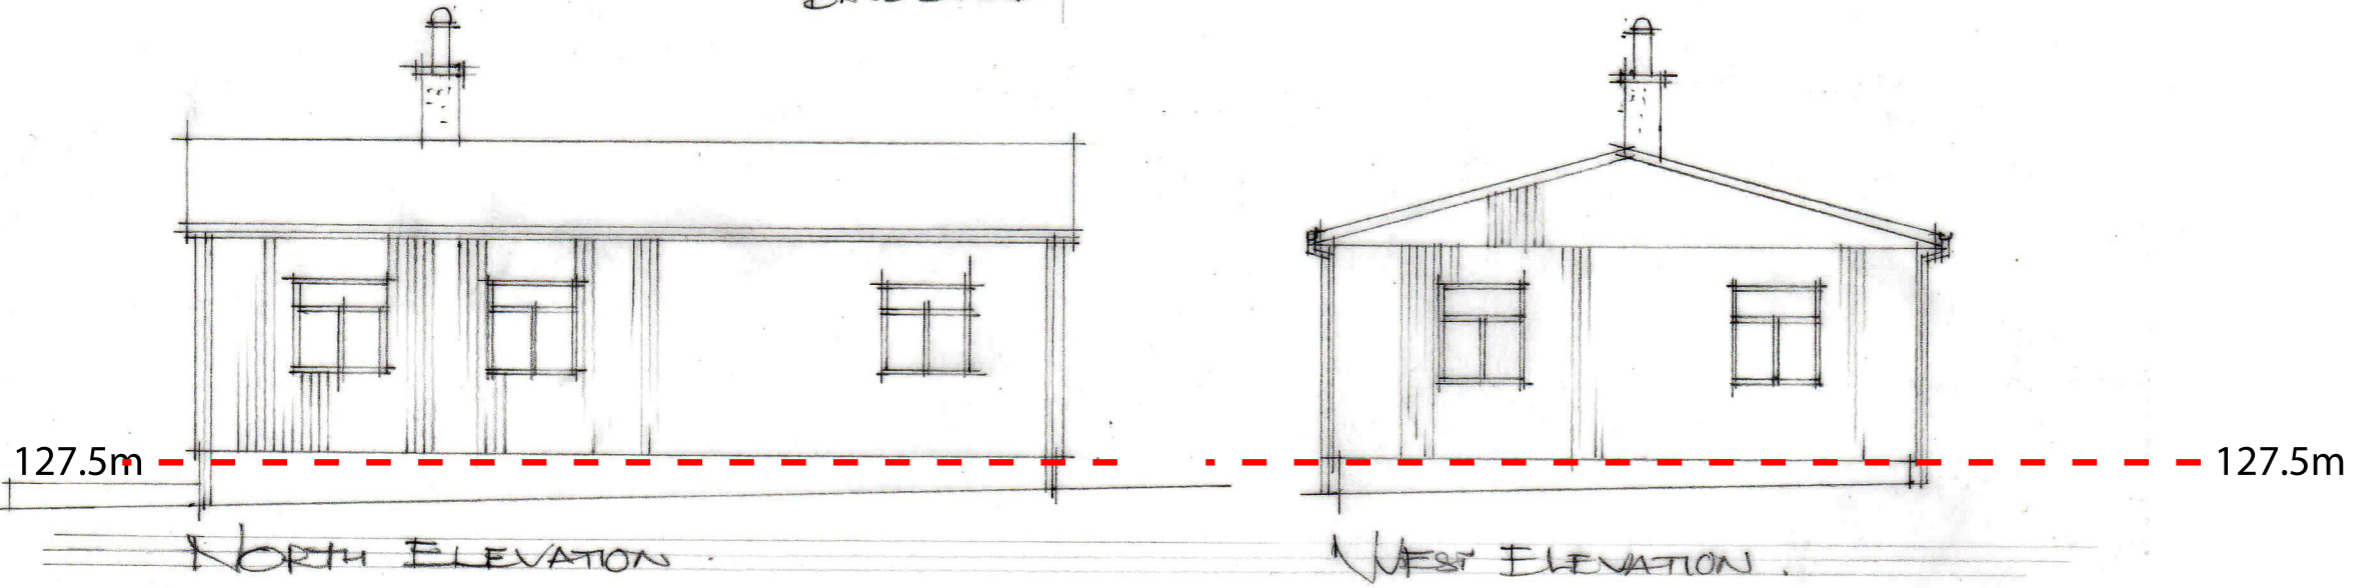 127.5m
127.5m
NORTH ELEVATION.
WEST ELEVATION.